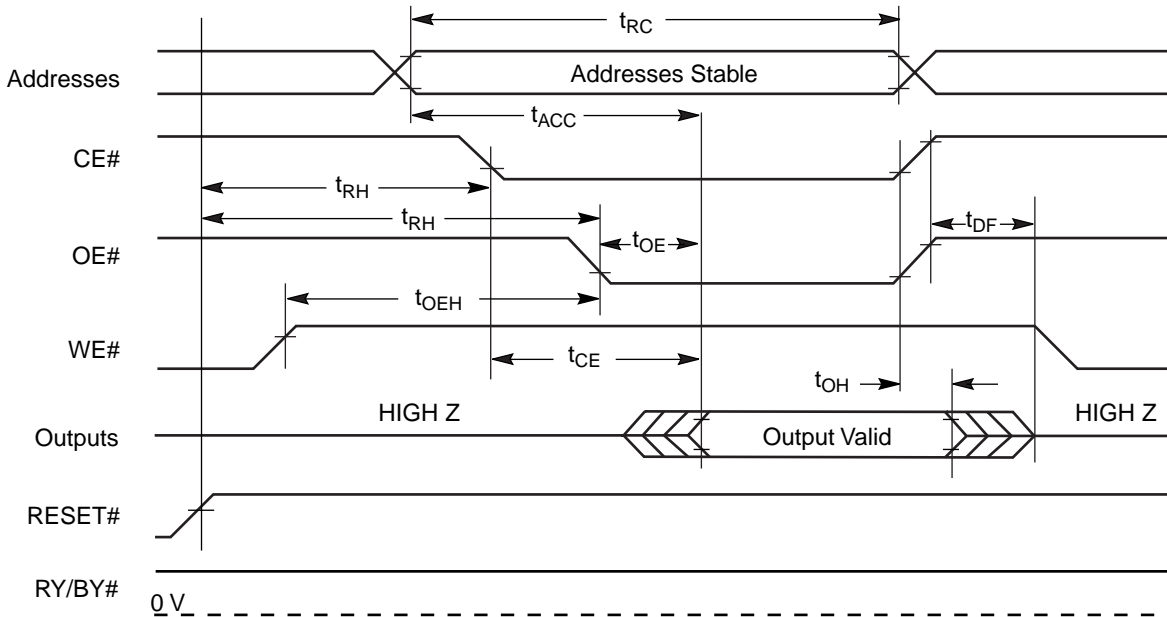 tRC
Addresses
Addresses Stable
tACC
CE#
tRH
tRH
OE#
tOE
tDF
tOEH
WE#
tCE
tOH
HIGH Z
HIGH Z
Outputs
Output Valid
RESET#
RY/BY#
0 V